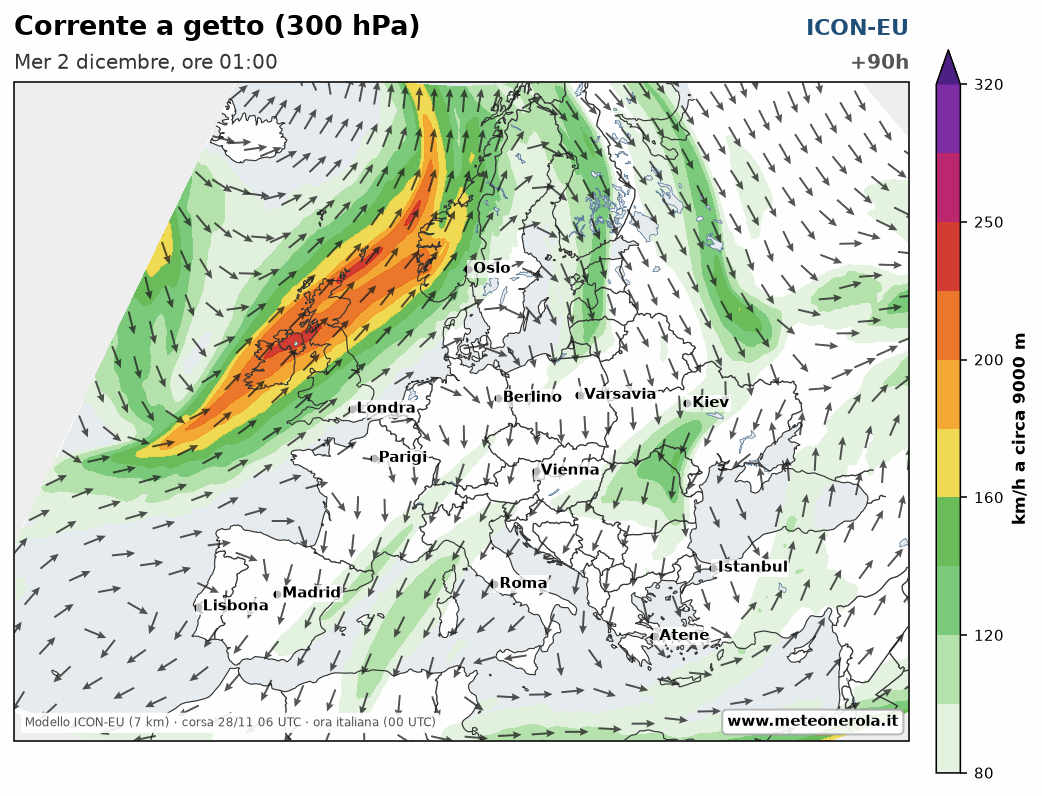 Corrente a getto (300 hPa)
ICON-EU
Mer 2 dicembre, ore 01:00
+90h
320
250
200
160
120
80
km/h a circa 9000 m
Oslo
Berlino
Varsavia
Kiev
Londra
Parigi
Vienna
Istanbul
Roma
Madrid
Lisbona
Atene
Modello ICON-EU (7 km) · corsa 28/11 06 UTC · ora italiana (00 UTC)
www.meteonerola.it